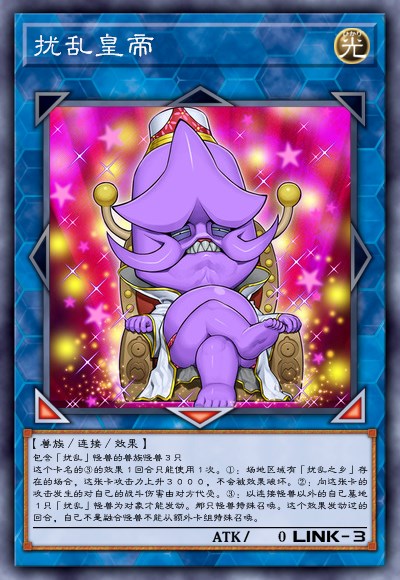 扰乱皇帝
ひかり
光
【兽族／连接／效果】
包含「扰乱」怪兽的兽族怪兽3只
这个卡名的③的效果1回合只能使用1次。①：场地区域有「扰乱之乡」存
在的场合，这张卡攻击力上升3000，不会被效果破坏。②：向这张卡的
攻击发生的对自己的战斗伤害由对方代受。③：以连接怪兽以外的自己墓地
1只「扰乱」怪兽为对象才能发动。那只怪兽特殊召唤。这个效果发动过的
回合，自己不是融合怪兽不能从额外卡组特殊召唤。
ATK/ 0 LINK-3